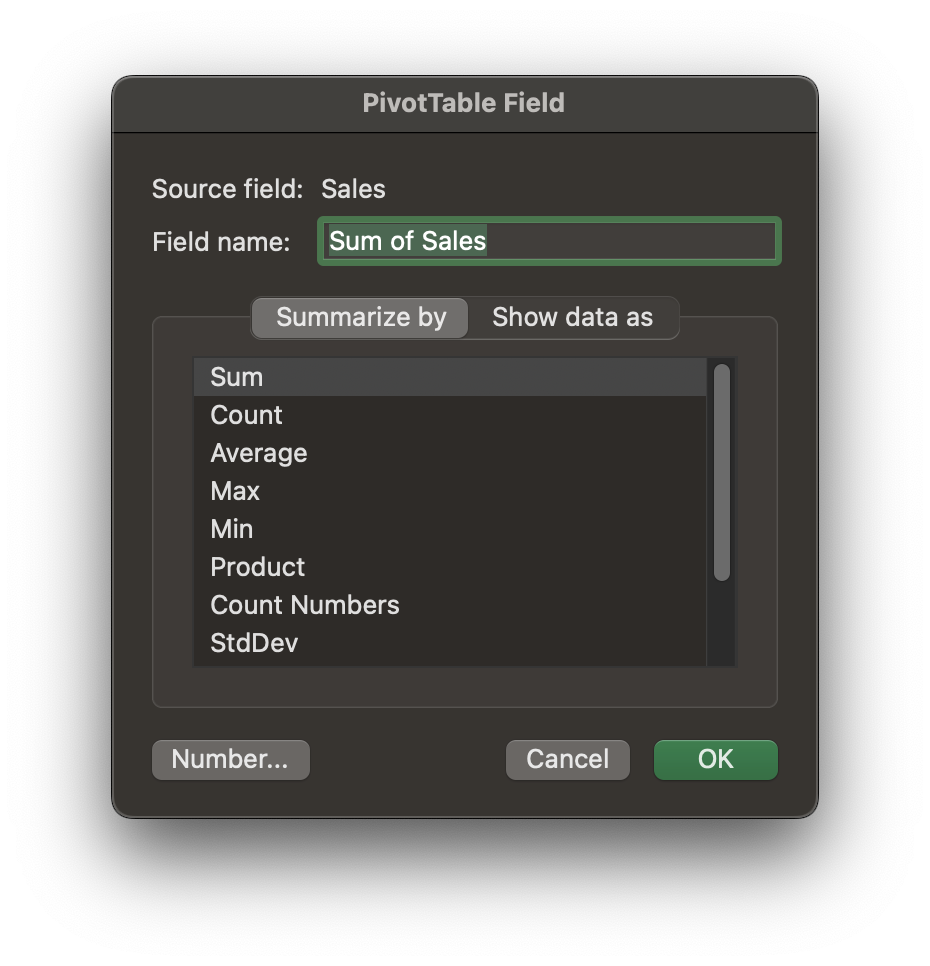 PivotTable Field
Source field: Sales
Field name: Sum of Sales
Summarize by Show data as
Sum
Count
Average
Max
Min
Product
Count Numbers
StdDev
Number... Cancel OK